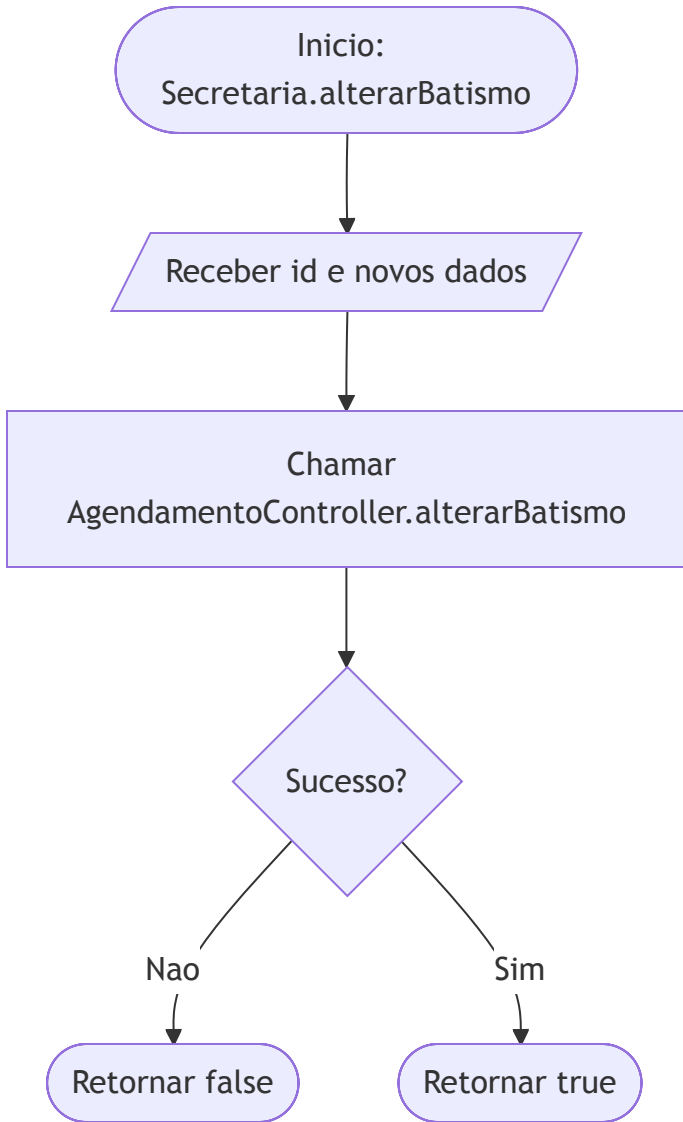 Inicio:
Secretaria.alterarBatismo
Receber id e novos dados
Chamar
AgendamentoController.alterarBatismo
Sucesso?
Nao
Sim
Retornar false
Retornar true